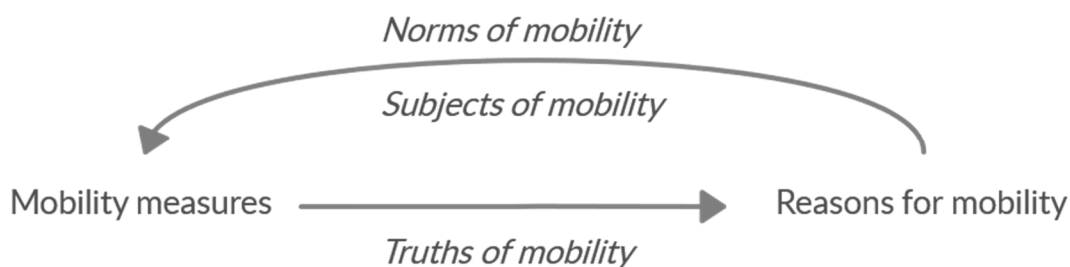 Norms of mobility
Subjects of mobility
Mobility measures
Reasons for mobility
Truths of mobility